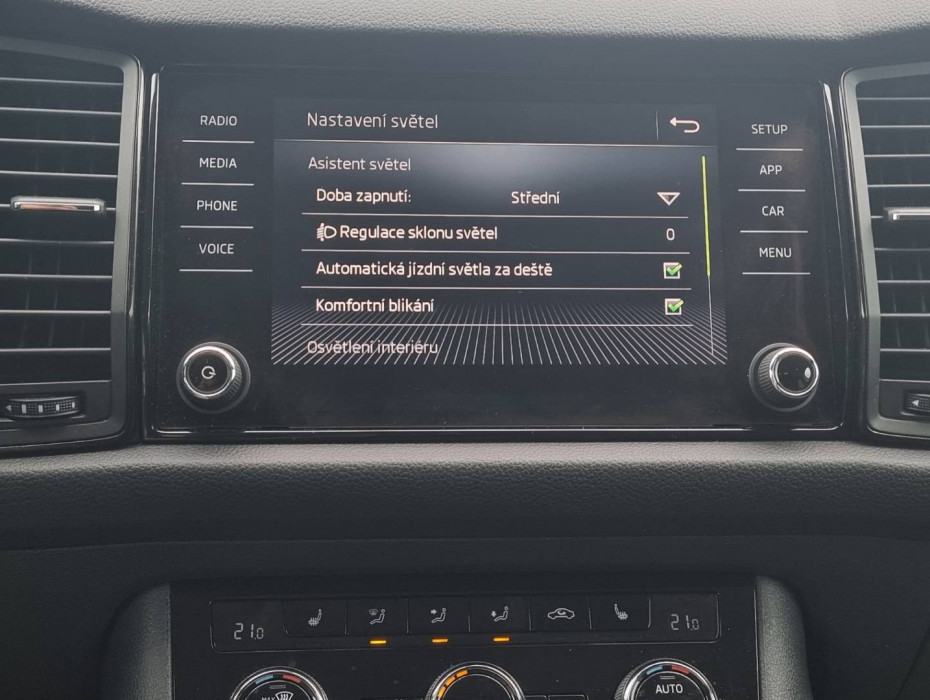 RADIO
MEDIA
PHONE
VOICE
Nastavení světel
Asistent světel
Doba zapnutí: Střední
Regulace sklonu světel 0
Automatická jízdní světla za deště
Komfortní blikání
Osvětlení interiéru
SETUP
APP
CAR
MENU
21.0
21.0
MAX
AUTO